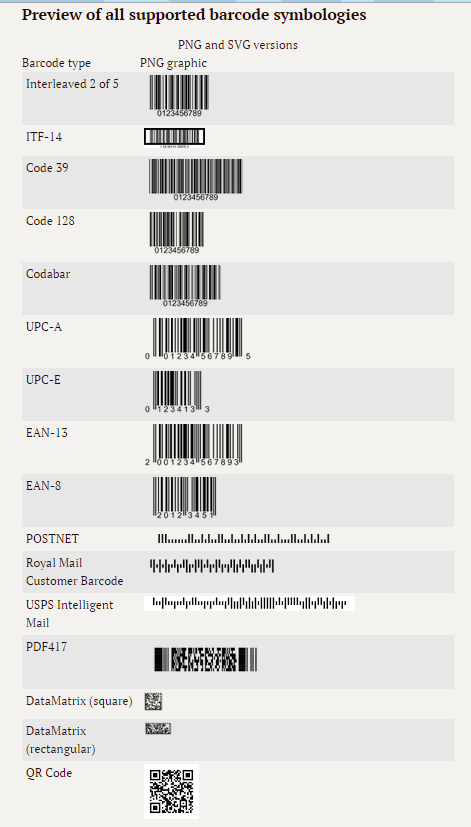 Preview of all supported barcode symbologies
PNG and SVG versions
Barcode type PNG graphic
Interleaved 2 of 5
0123456789
ITF-14
Code 39
0123456789
Code 128
0123456789
Codabar
0123456789
UPC-A
0 01234 56789 5
UPC-E
0 123413 3
EAN-13
2 001234 567893
EAN-8
2012 3451
POSTNET
Royal Mail
Customer Barcode
USPS Intelligent
Mail
PDF417
DataMatrix (square)
DataMatrix
(rectangular)
QR Code